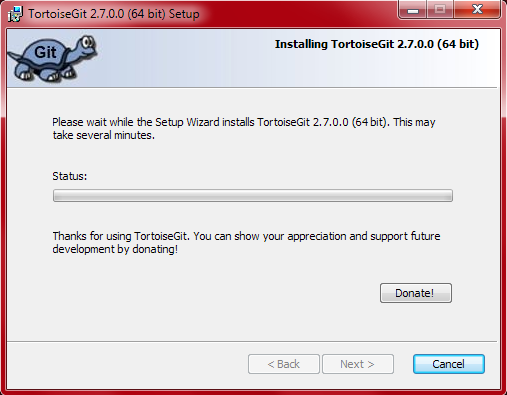 TortoiseGit 2.7.0.0 (64 bit) Setup
Git
Installing TortoiseGit 2.7.0.0 (64 bit)
Please wait while the Setup Wizard installs TortoiseGit 2.7.0.0 (64 bit). This may
take several minutes.
Status:
Thanks for using TortoiseGit. You can show your appreciation and support future
development by donating!
Donate!
< Back
Next >
Cancel